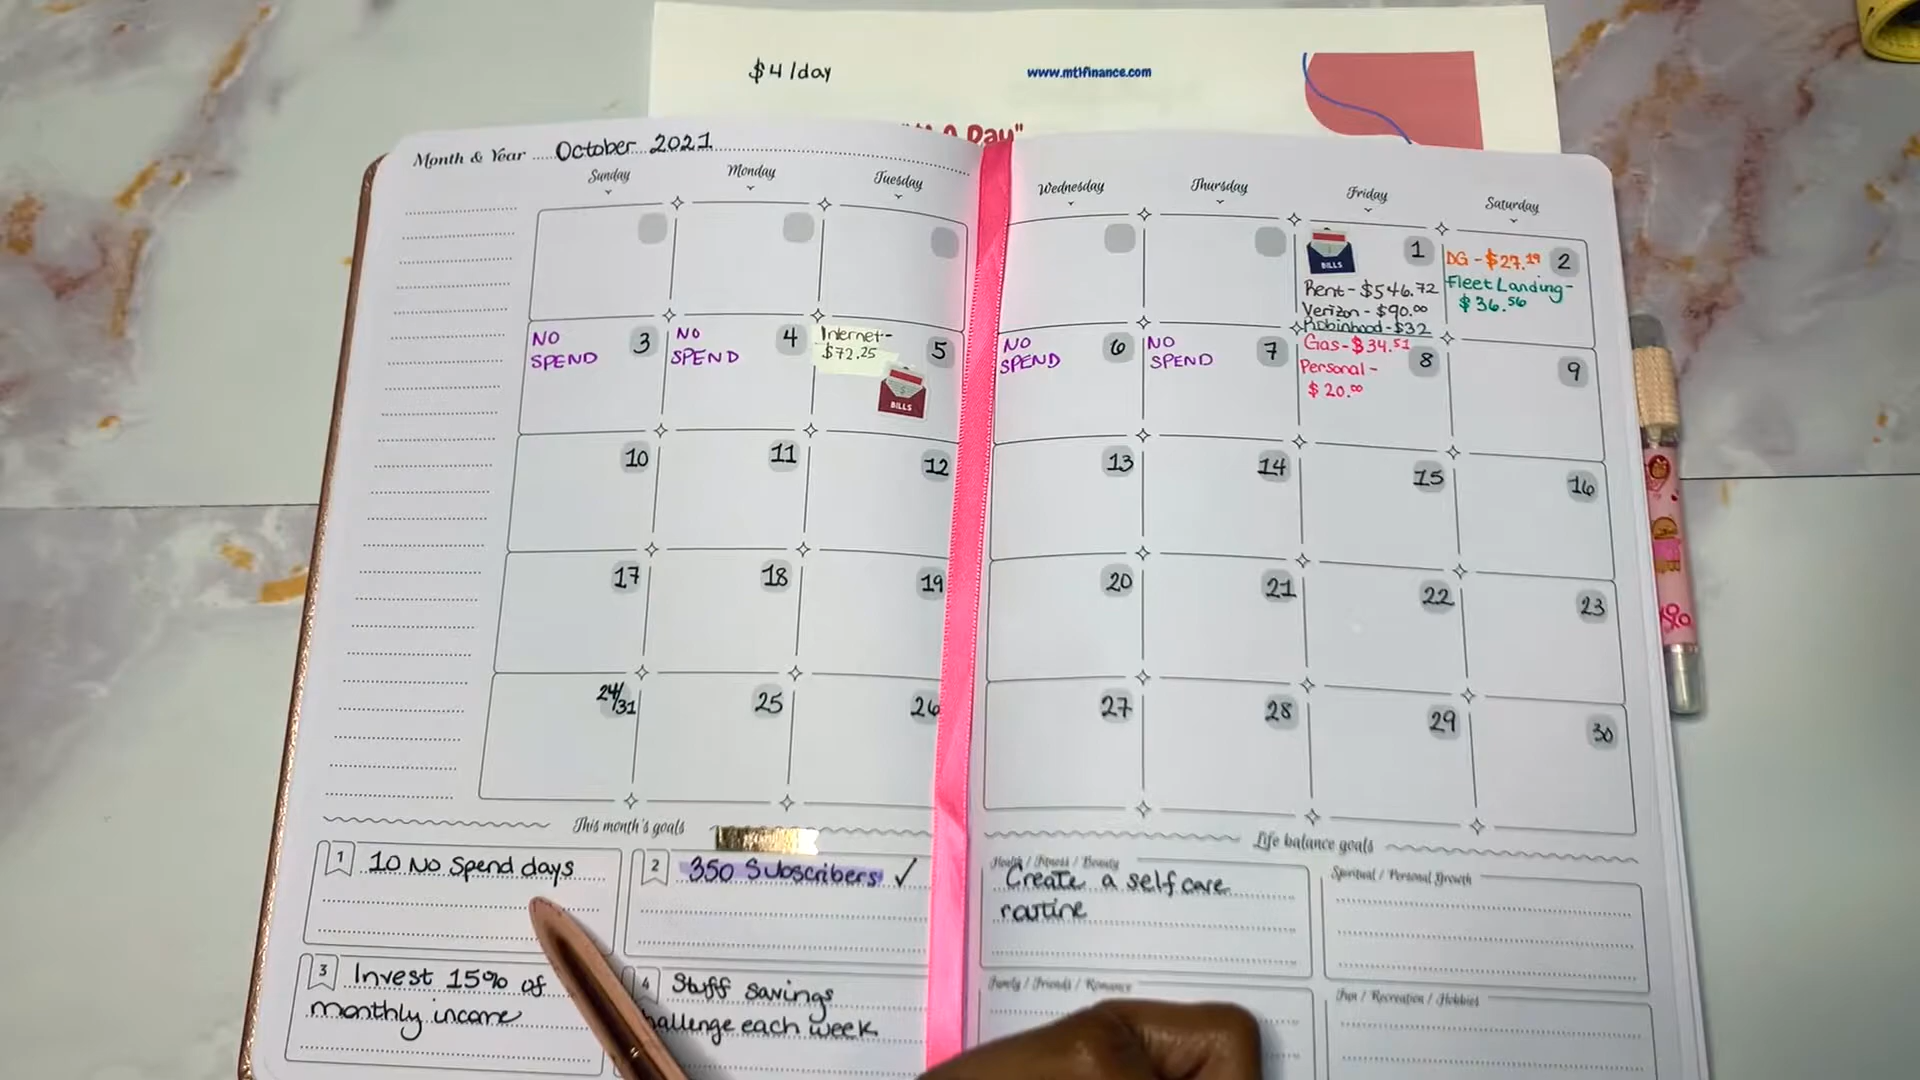 $4/day
www.mt1finance.com
Day"
Month & Year October 2021
Sunday Monday Tuesday Wednesday Thursday Friday Saturday
BILLS
1
Rent - $546.72
Verizon - $90.00
Robinhood - $32
DG - $27.19
2
Fleet Landing -
$36.56
NO
SPEND
3
NO
SPEND
4
Internet -
$72.25
5
BILLS
NO
SPEND
6
NO
SPEND
7
Gas - $34.51
8
Personal -
$20.00
9
10 11 12 13 14 15 16
17 18 19 20 21 22 23
24/31 25 26 27 28 29 30
This month's goals
1 10 No Spend days
2 350 Subscribers ✓
3 Invest 15% of
monthly income
4 Stuff savings
challenge each week
Life balance goals
Health / Fitness / Beauty
Create a self care
routine
Spiritual / Personal Growth
Family / Friends / Romance
Fun / Recreation / Hobbies